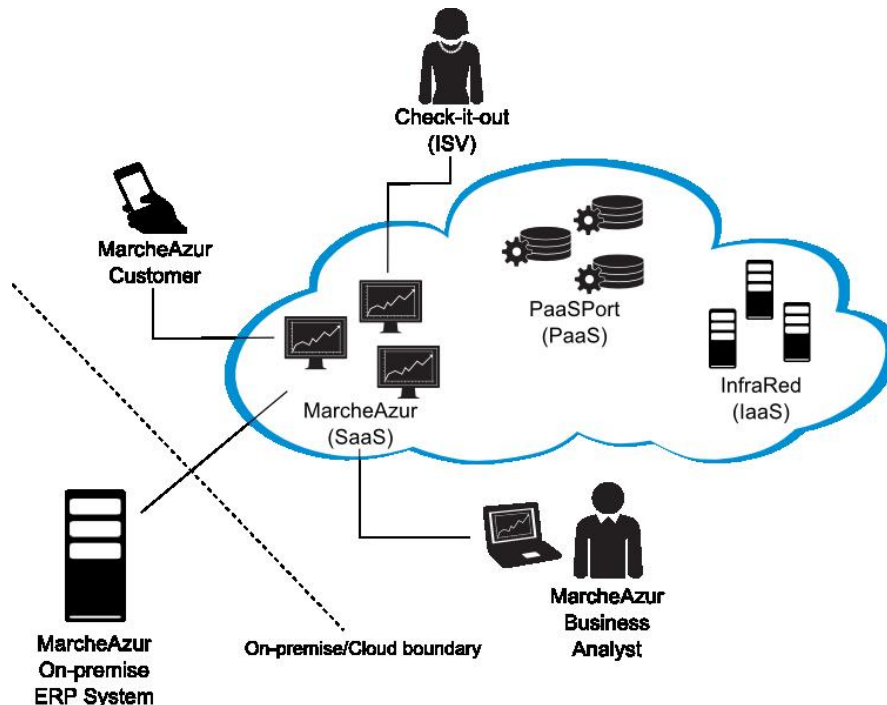 Check-it-out
(ISV)
MarcheAzur
Customer
PaaSPort
(PaaS)
InfraRed
(IaaS)
MarcheAzur
(SaaS)
MarcheAzur
On-premise
ERP System
On-premise/Cloud boundary
MarcheAzur
Business
Analyst